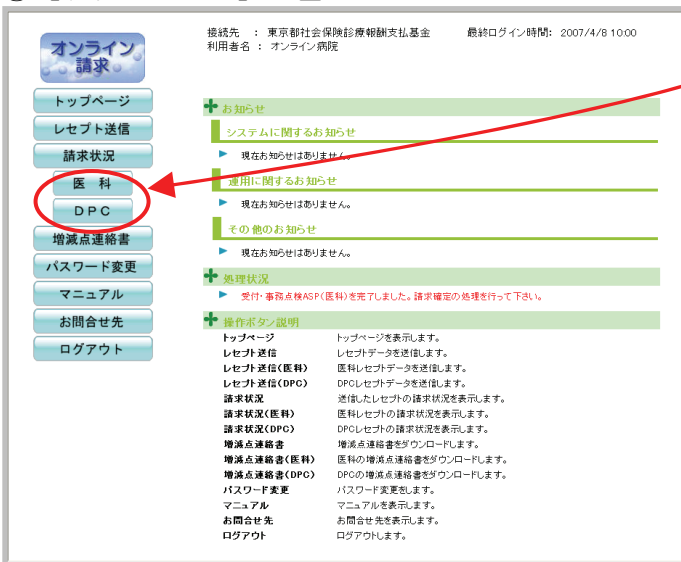 オンライン
請求
接続先 ： 東京都社会保険診療報酬支払基金 最終ログイン時間： 2007/4/8 10:00
利用者名 ： オンライン病院
トップページ
レセプト送信
請求状況
医 科
DPC
増減点連絡書
パスワード変更
マニュアル
お問合せ先
ログアウト
お知らせ
システムに関するお知らせ
現在お知らせはありません。
運用に関するお知らせ
現在お知らせはありません。
その他のお知らせ
現在お知らせはありません。
処理状況
受付・事務点検ASP(医科)を完了しました。請求確定の処理を行って下さい。
操作ボタン説明
トップページ トップページを表示します。
レセプト送信 レセプトデータを送信します。
レセプト送信(医科) 医科レセプトデータを送信します。
レセプト送信(DPC) DPCレセプトデータを送信します。
請求状況 送信したレセプトの請求状況を表示します。
請求状況(医科) 医科レセプトの請求状況を表示します。
請求状況(DPC) DPCレセプトの請求状況を表示します。
増減点連絡書 増減点連絡書をダウンロードします。
増減点連絡書(医科) 医科の増減点連絡書をダウンロードします。
増減点連絡書(DPC) DPCの増減点連絡書をダウンロードします。
パスワード変更 パスワード変更をします。
マニュアル マニュアルを表示します。
お問合せ先 お問合せ先を表示します。
ログアウト ログアウトします。